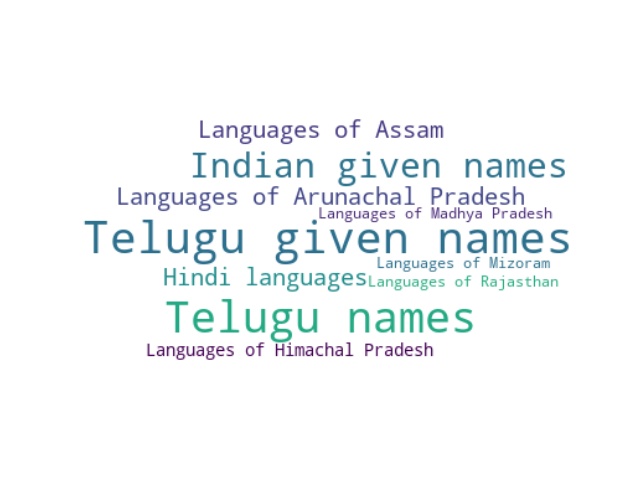 Languages of Assam
Indian given names
Languages of Arunachal Pradesh
Languages of Madhya Pradesh
Telugu given names
Languages of Mizoram
Hindi languages
Languages of Rajasthan
Telugu names
Languages of Himachal Pradesh